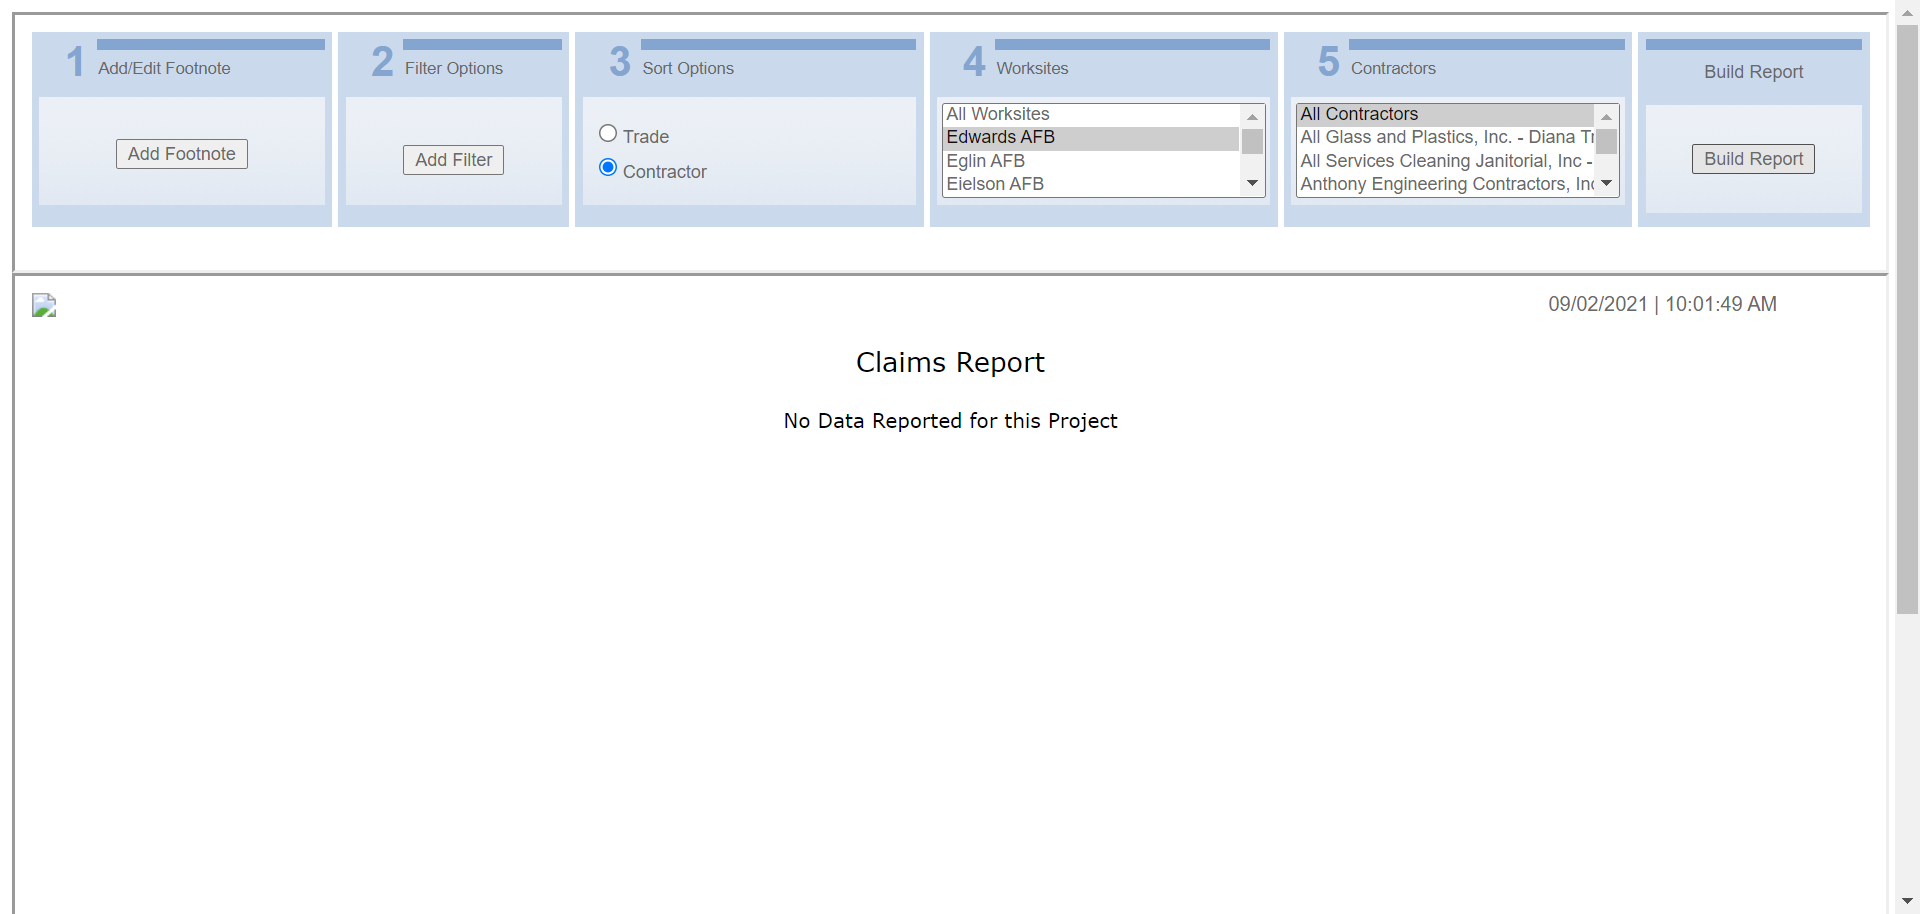 1 Add/Edit Footnote
Add Footnote
2 Filter Options
Add Filter
3 Sort Options
Trade
Contractor
4 Worksites
All Worksites
Edwards AFB
Eglin AFB
Eielson AFB
5 Contractors
All Contractors
All Glass and Plastics, Inc. - Diana Tr
All Services Cleaning Janitorial, Inc -
Anthony Engineering Contractors, Inc
Build Report
Build Report
09/02/2021 | 10:01:49 AM
Claims Report
No Data Reported for this Project